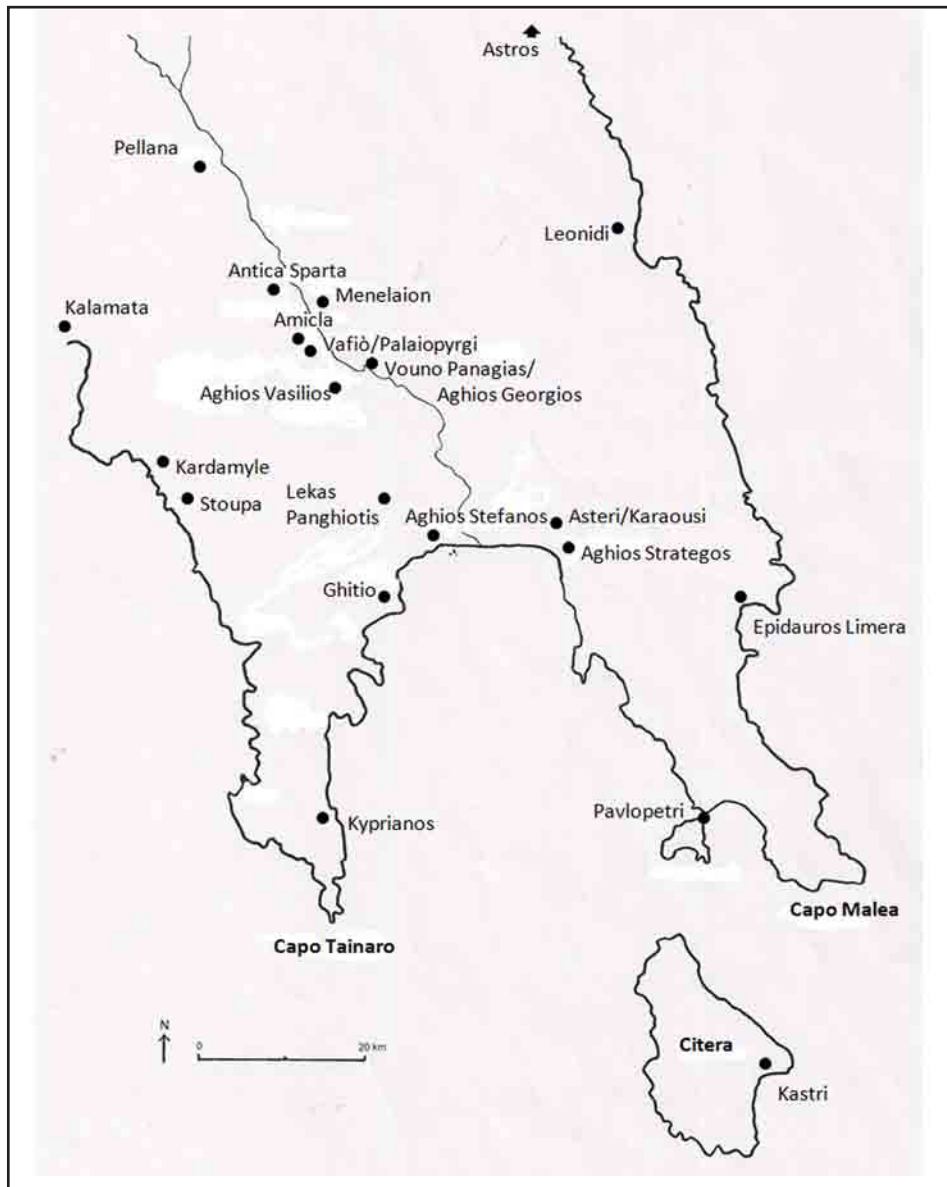 Astros
Pellana
Leonidi
Antica Sparta
Menelaion
Kalamata
Amicla
Vafiò/Palaiopyrgi
Vouno Panagias/
Aghios Georgios
Aghios Vasilios
Kardamyle
Stoupa
Lekas
Panghiotis
Aghios Stefanos
Asteri/Karaousi
Aghios Strategos
Ghitio
Epidauros Limera
Kyprianos
Pavlopetri
Capo Malea
Capo Tainaro
N
0
20 km
Citera
Kastri